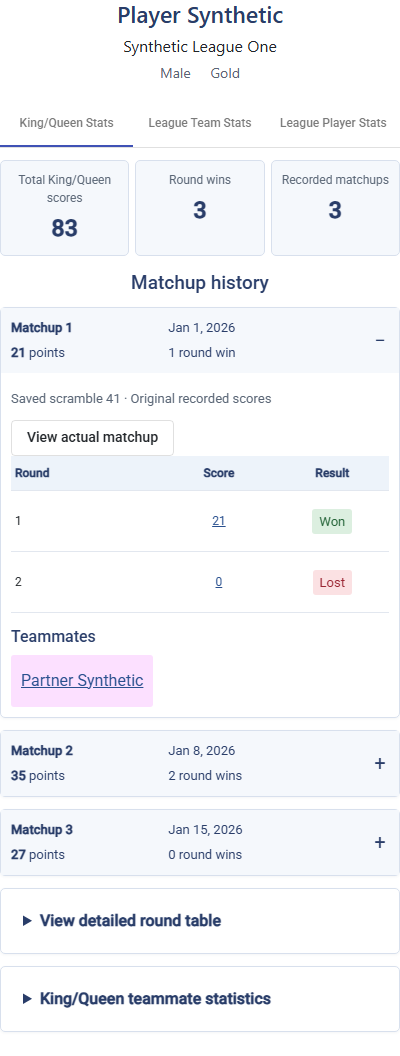 Player Synthetic
Synthetic League One
Male Gold
King/Queen Stats League Team Stats League Player Stats
Total King/Queen scores
83
Round wins
3
Recorded matchups
3
Matchup history
Matchup 1 Jan 1, 2026
21 points 1 round win
−
Saved scramble 41 · Original recorded scores
View actual matchup
Round Score Result
1 21 Won
2 0 Lost
Teammates
Partner Synthetic
Matchup 2 Jan 8, 2026
35 points 2 round wins
+
Matchup 3 Jan 15, 2026
27 points 0 round wins
+
View detailed round table
King/Queen teammate statistics